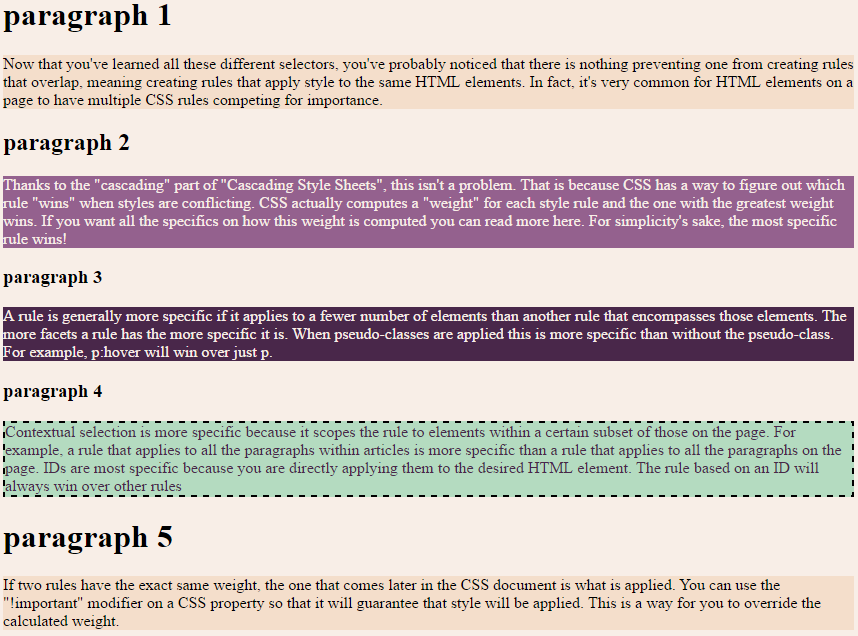 paragraph 1
Now that you've learned all these different selectors, you've probably noticed that there is nothing preventing one from creating rules
that overlap, meaning creating rules that apply style to the same HTML elements. In fact, it's very common for HTML elements on a
page to have multiple CSS rules competing for importance.
paragraph 2
Thanks to the "cascading" part of "Cascading Style Sheets", this isn't a problem. That is because CSS has a way to figure out which
rule "wins" when styles are conflicting. CSS actually computes a "weight" for each style rule and the one with the greatest weight
wins. If you want all the specifics on how this weight is computed you can read more here. For simplicity's sake, the most specific
rule wins!
paragraph 3
A rule is generally more specific if it applies to a fewer number of elements than another rule that encompasses those elements. The
more facets a rule has the more specific it is. When pseudo-classes are applied this is more specific than without the pseudo-class.
For example, p:hover will win over just p.
paragraph 4
Contextual selection is more specific because it scopes the rule to elements within a certain subset of those on the page. For
example, a rule that applies to all the paragraphs within articles is more specific than a rule that applies to all the paragraphs on the
page. IDs are most specific because you are directly applying them to the desired HTML element. The rule based on an ID will
always win over other rules
paragraph 5
If two rules have the exact same weight, the one that comes later in the CSS document is what is applied. You can use the
"!important" modifier on a CSS property so that it will guarantee that style will be applied. This is a way for you to override the
calculated weight.